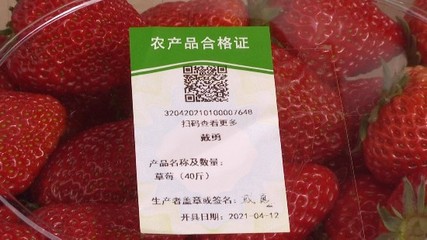 农产品合格证
320420210100007648
扫码查看更多
戴勇
产品名称及数量：
草莓（40斤）
生产者盖章或签名：
开具日期：2021-04-12